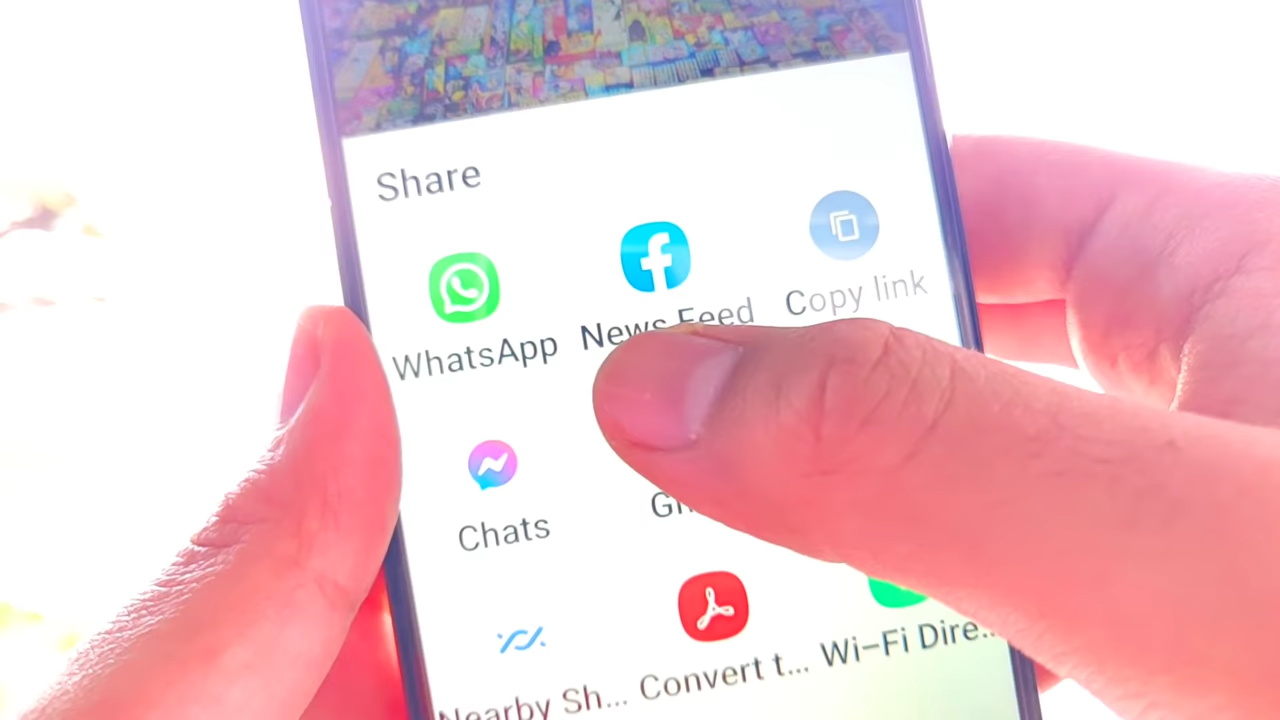 Share
WhatsApp
News Feed
Copy link
Chats
Nearby Sh...
Convert t...
Wi-Fi Dire...